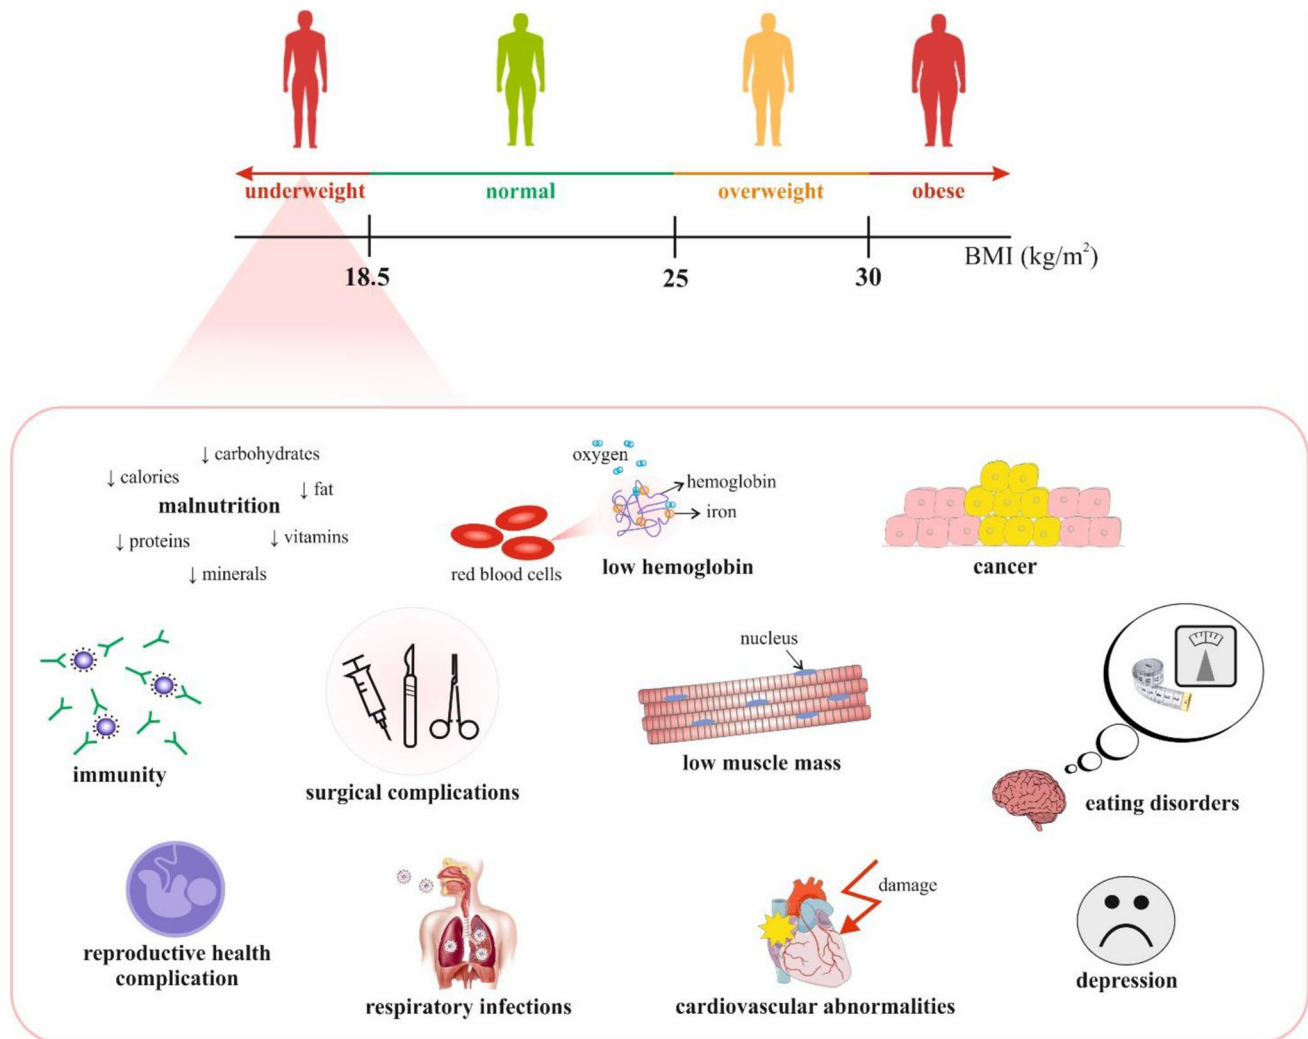 underweight
normal
overweight
obese
BMI (kg/m²)
18.5
25
30
↓ carbohydrates
↓ calories
malnutrition
↓ fat
↓ proteins
↓ vitamins
↓ minerals
oxygen
hemoglobin
iron
red blood cells
low hemoglobin
cancer
immunity
surgical complications
nucleus
low muscle mass
eating disorders
reproductive health
complication
respiratory infections
damage
cardiovascular abnormalities
depression